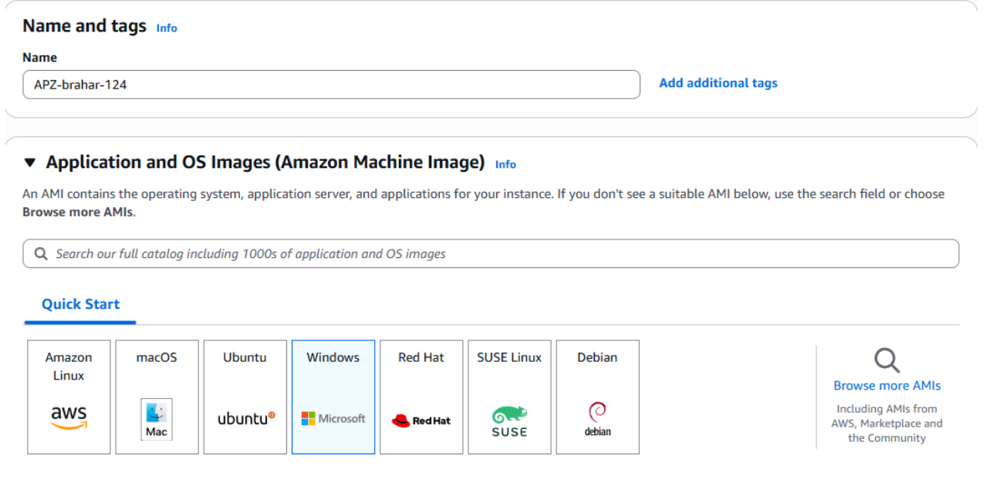 Name and tags Info
Name
APZ-brahar-124
Add additional tags
▼ Application and OS Images (Amazon Machine Image) Info
An AMI contains the operating system, application server, and applications for your instance. If you don't see a suitable AMI below, use the search field or choose
Browse more AMIs.
Search our full catalog including 1000s of application and OS images
Quick Start
Amazon
Linux
aws
macOS
Mac
Ubuntu
ubuntu
Windows
Microsoft
Red Hat
Red Hat
SUSE Linux
SUSE
Debian
debian
Browse more AMIs
Including AMIs from
AWS, Marketplace and
the Community